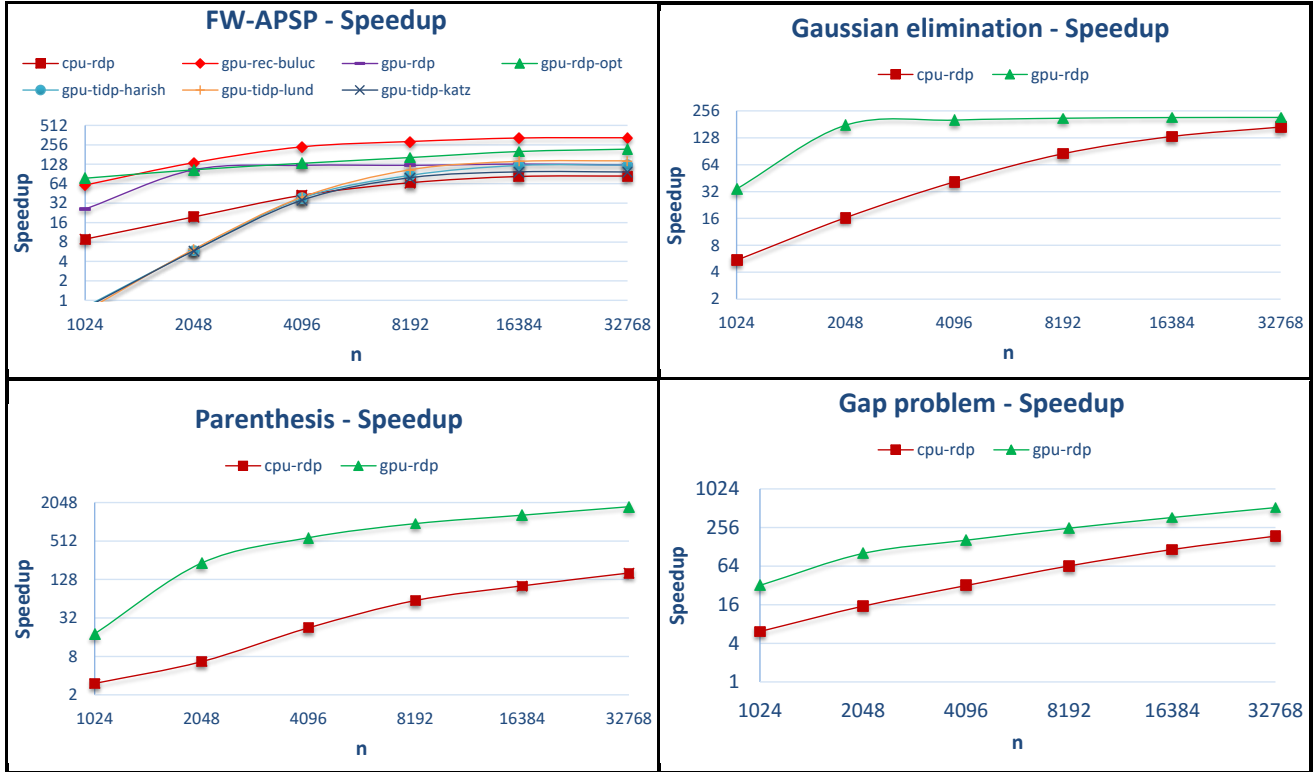 FW-APSP - Speedup
cpu-rdp gpu-rec-buluc gpu-rdp gpu-rdp-opt
gpu-tidp-harish gpu-tidp-lund gpu-tidp-katz
512
256
128
64
32
16
8
4
2
1
Speedup
1024 2048 4096 8192 16384 32768
n
Gaussian elimination - Speedup
cpu-rdp gpu-rdp
256
128
64
32
16
8
4
2
Speedup
1024 2048 4096 8192 16384 32768
n
Parenthesis - Speedup
cpu-rdp gpu-rdp
2048
512
128
32
8
2
Speedup
1024 2048 4096 8192 16384 32768
n
Gap problem - Speedup
cpu-rdp gpu-rdp
1024
256
64
16
4
1
Speedup
1024 2048 4096 8192 16384 32768
n